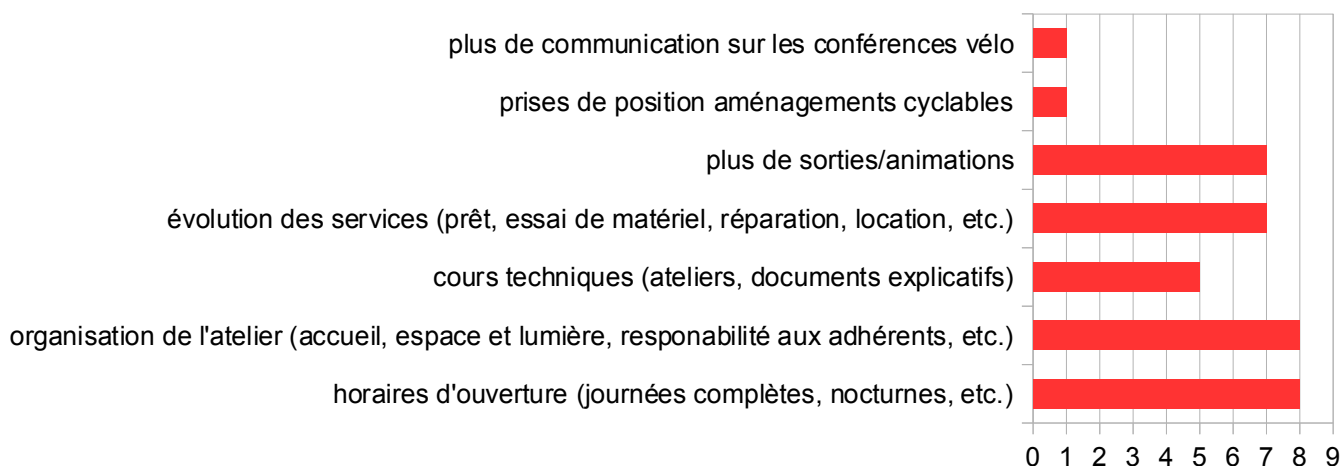 plus de communication sur les conférences vélo
prises de position aménagements cyclables
plus de sorties/animations
évolution des services (prêt, essai de matériel, réparation, location, etc.)
cours techniques (ateliers, documents explicatifs)
organisation de l'atelier (accueil, espace et lumière, responabilité aux adhérents, etc.)
horaires d'ouverture (journées complètes, nocturnes, etc.)
0 1 2 3 4 5 6 7 8 9